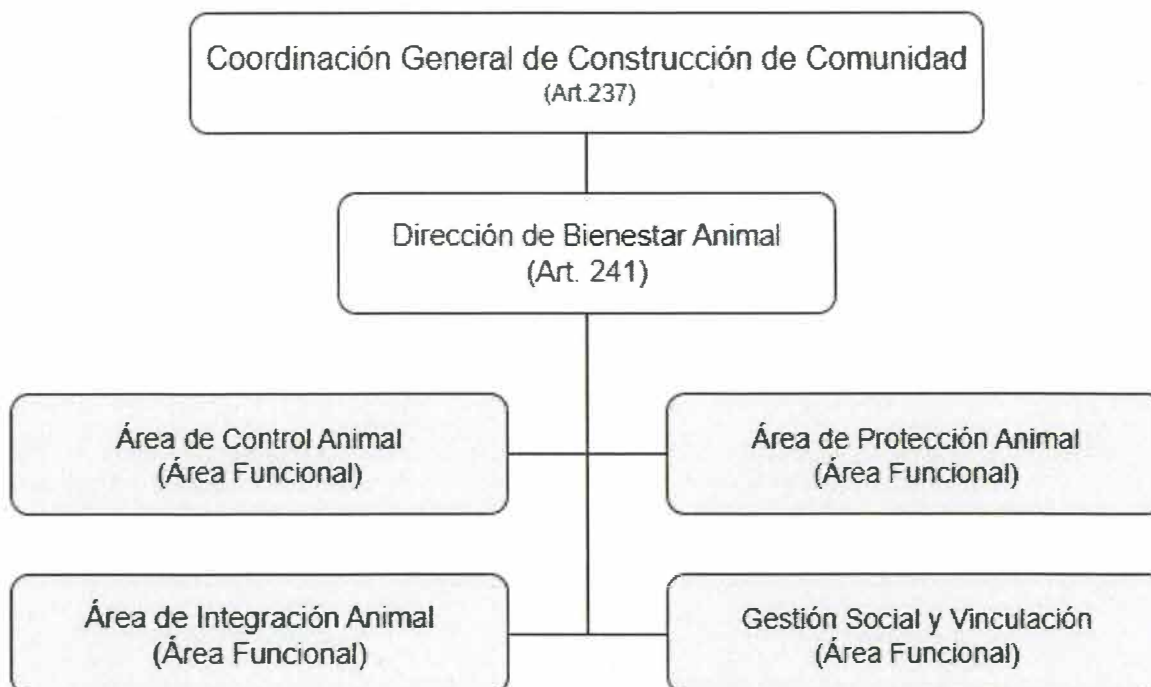 Coordinación General de Construcción de Comunidad
(Art.237)
Dirección de Bienestar Animal
(Art. 241)
Área de Control Animal
(Área Funcional)
Área de Protección Animal
(Área Funcional)
Área de Integración Animal
(Área Funcional)
Gestión Social y Vinculación
(Área Funcional)